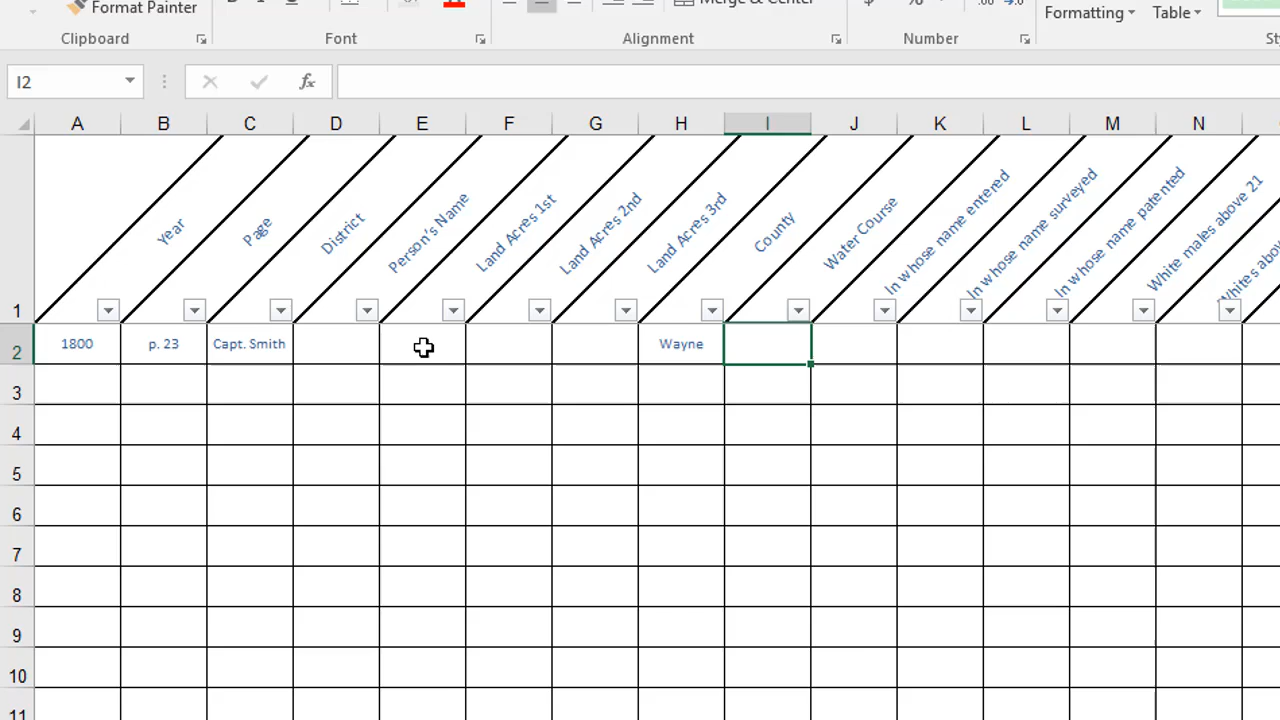 Format Painter
Merge & Center
Formatting
Table
Clipboard
Font
Alignment
Number
I2
fx
A B C D E F G H I J K L M N
1
Year
Page
District
Person's Name
Land Acres 1st
Land Acres 2nd
Land Acres 3rd
County
Water Course
In whose name entered
In whose name surveyed
In whose name patented
White males above 21
2 1800 p. 23 Capt. Smith Wayne
3
4
5
6
7
8
9
10
11